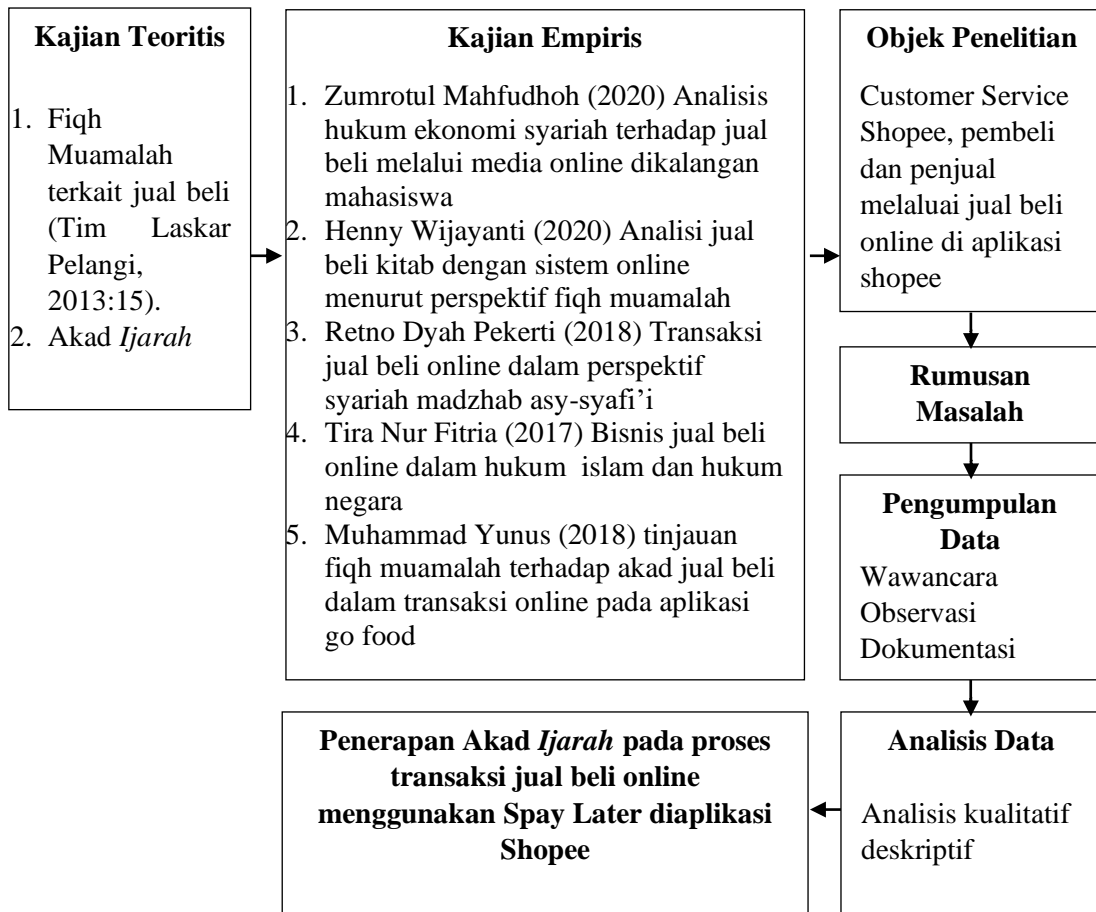 Kajian Teoritis
1. Fiqh
Muamalah
terkait jual beli
(Tim Laskar
Pelangi,
2013:15).
2. Akad Ijarah
Kajian Empiris
1. Zumrotul Mahfudhoh (2020) Analisis
hukum ekonomi syariah terhadap jual
beli melalui media online dikalangan
mahasiswa
2. Henny Wijayanti (2020) Analisi jual
beli kitab dengan sistem online
menurut perspektif fiqh muamalah
3. Retno Dyah Pekerti (2018) Transaksi
jual beli online dalam perspektif
syariah madzhab asy-syafi’i
4. Tira Nur Fitria (2017) Bisnis jual beli
online dalam hukum islam dan hukum
negara
5. Muhammad Yunus (2018) tinjauan
fiqh muamalah terhadap akad jual beli
dalam transaksi online pada aplikasi
go food
Objek Penelitian
Customer Service
Shopee, pembeli
dan penjual
melaluai jual beli
online di aplikasi
shopee
Rumusan
Masalah
Pengumpulan
Data
Wawancara
Observasi
Dokumentasi
Analisis Data
Analisis kualitatif
deskriptif
Penerapan Akad Ijarah pada proses
transaksi jual beli online
menggunakan Spay Later diaplikasi
Shopee